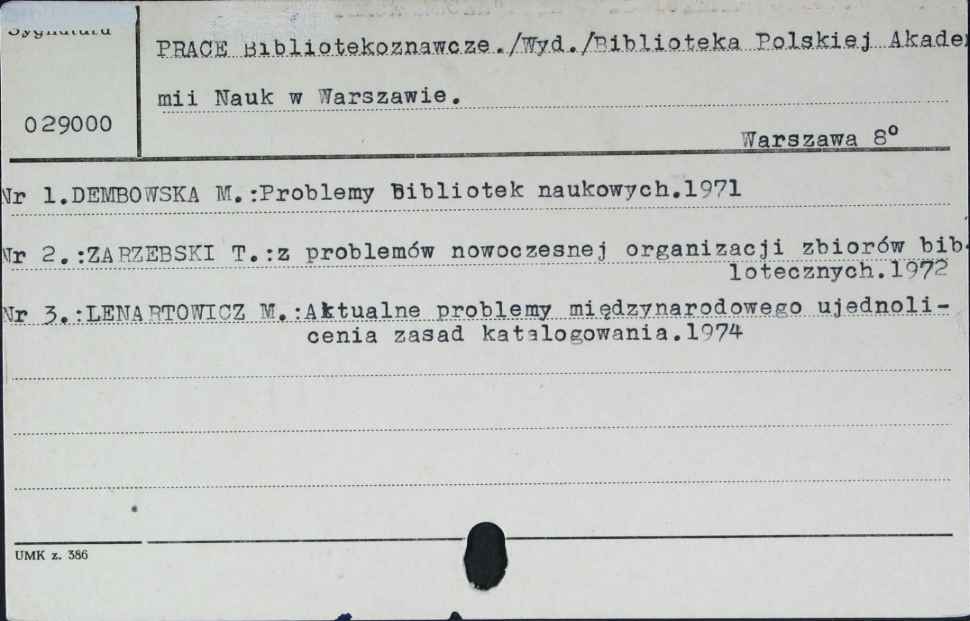 Sygnatura
PRACE Bibliotekoznawcze./Wyd./Biblioteka Polskiej Akade
mii Nauk w Warszawie.
029000
Warszawa 8°
Nr 1.DEMBOWSKA M.:Problemy Bibliotek naukowych.1971
Nr 2.:ZARZEBSKI T.:z problemów nowoczesnej organizacji zbiorów bib
lotecznych.1972
Nr 3.:LENARTOWICZ M.:Aktualne problemy międzynarodowego ujednoli-
cenia zasad katalogowania.1974
UMK z. 386